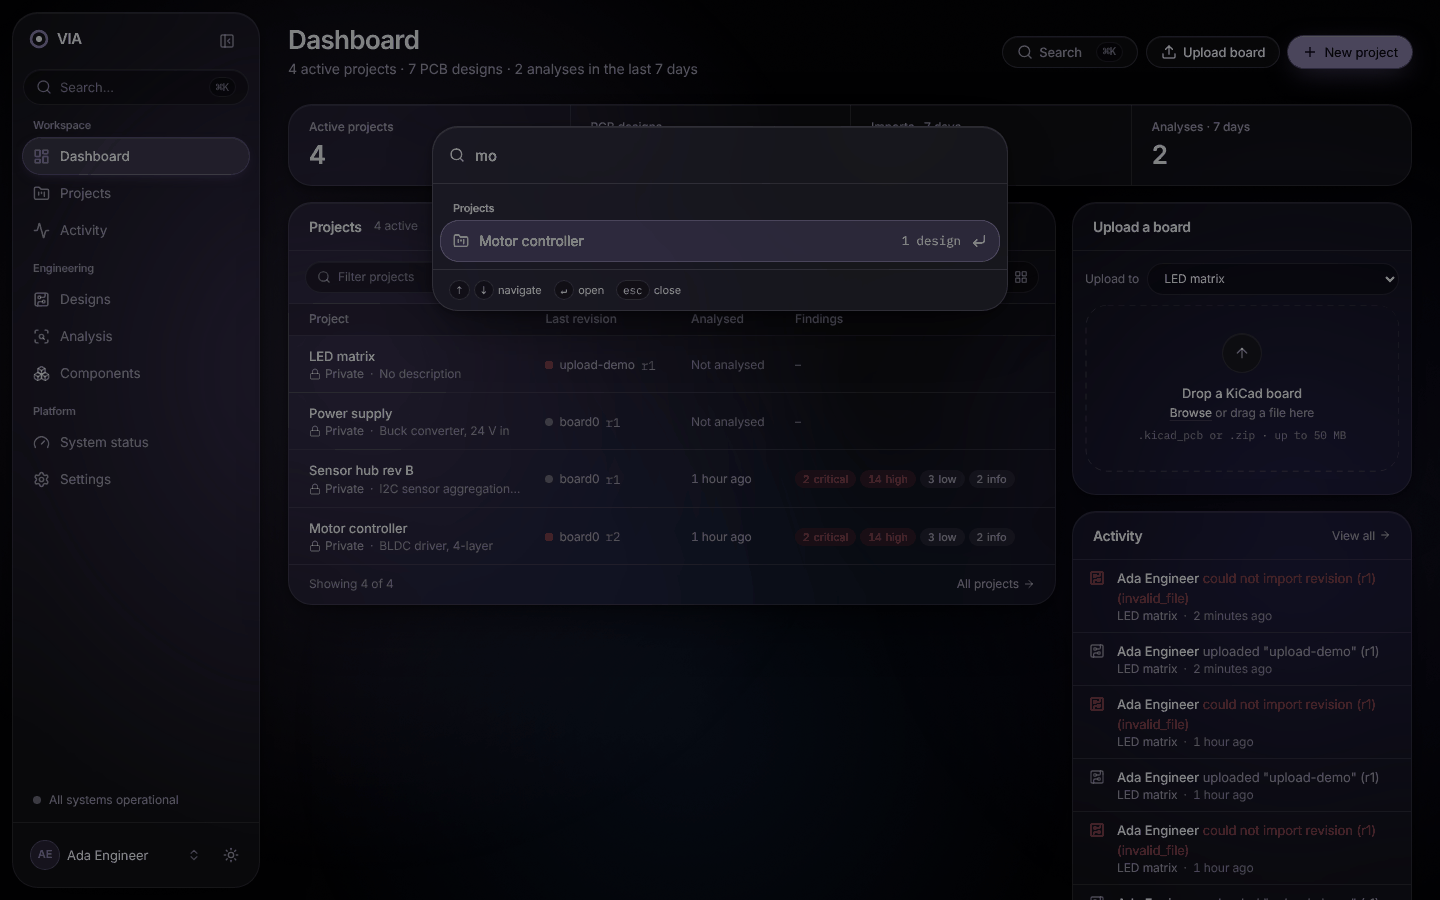 VIA
Search...
⌘K
Workspace
Dashboard
Projects
Activity
Engineering
Designs
Analysis
Components
Platform
System status
Settings
All systems operational
AE
Ada Engineer
Dashboard
4 active projects · 7 PCB designs · 2 analyses in the last 7 days
Search ⌘K
Upload board
+ New project
Active projects
4
PCB designs
Imports · 7 days
Analyses · 7 days
2
mo
Projects
Motor controller
1 design
↑ ↓ navigate ↵ open esc close
Projects 4 active
Filter projects
Project Last revision Analysed Findings
LED matrix
Private · No description
upload-demo r1
Not analysed
–
Power supply
Private · Buck converter, 24 V in
board0 r1
Not analysed
–
Sensor hub rev B
Private · I2C sensor aggregation...
board0 r1
1 hour ago
2 critical 14 high 3 low 2 info
Motor controller
Private · BLDC driver, 4-layer
board0 r2
1 hour ago
2 critical 14 high 3 low 2 info
Showing 4 of 4
All projects →
Upload a board
Upload to LED matrix
Drop a KiCad board
Browse or drag a file here
.kicad_pcb or .zip · up to 50 MB
Activity
View all →
Ada Engineer could not import revision (r1)
(invalid_file)
LED matrix · 2 minutes ago
Ada Engineer uploaded "upload-demo" (r1)
LED matrix · 2 minutes ago
Ada Engineer could not import revision (r1)
(invalid_file)
LED matrix · 1 hour ago
Ada Engineer uploaded "upload-demo" (r1)
LED matrix · 1 hour ago
Ada Engineer could not import revision (r1)
(invalid_file)
LED matrix · 1 hour ago